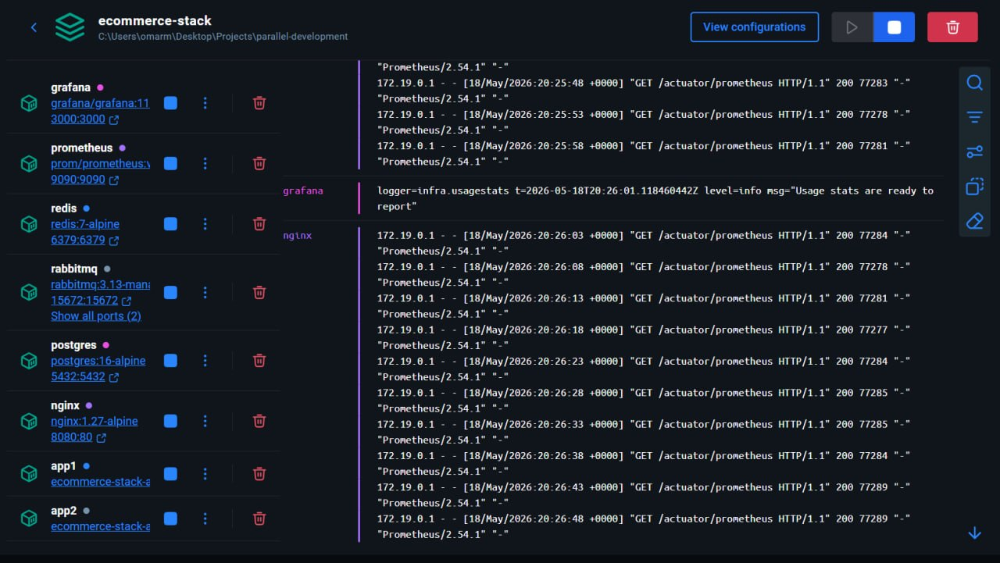 ecommerce-stack
C:\Users\omarm\Desktop\Projects\parallel-development
View configurations
grafana
grafana/grafana:11
3000:3000
prometheus
prom/prometheus:v
9090:9090
redis
redis:7-alpine
6379:6379
rabbitmq
rabbitmq:3.13-mana
15672:15672
Show all ports (2)
postgres
postgres:16-alpine
5432:5432
nginx
nginx:1.27-alpine
8080:80
app1
ecommerce-stack-a
app2
ecommerce-stack-a
"Prometheus/2.54.1" "-"
172.19.0.1 - - [18/May/2026:20:25:48 +0000] "GET /actuator/prometheus HTTP/1.1" 200 77283 "-"
"Prometheus/2.54.1" "-"
172.19.0.1 - - [18/May/2026:20:25:53 +0000] "GET /actuator/prometheus HTTP/1.1" 200 77278 "-"
"Prometheus/2.54.1" "-"
172.19.0.1 - - [18/May/2026:20:25:58 +0000] "GET /actuator/prometheus HTTP/1.1" 200 77281 "-"
"Prometheus/2.54.1" "-"
grafana
logger=infra.usagestats t=2026-05-18T20:26:01.118460442Z level=info msg="Usage stats are ready to
report"
nginx
172.19.0.1 - - [18/May/2026:20:26:03 +0000] "GET /actuator/prometheus HTTP/1.1" 200 77284 "-"
"Prometheus/2.54.1" "-"
172.19.0.1 - - [18/May/2026:20:26:08 +0000] "GET /actuator/prometheus HTTP/1.1" 200 77278 "-"
"Prometheus/2.54.1" "-"
172.19.0.1 - - [18/May/2026:20:26:13 +0000] "GET /actuator/prometheus HTTP/1.1" 200 77281 "-"
"Prometheus/2.54.1" "-"
172.19.0.1 - - [18/May/2026:20:26:18 +0000] "GET /actuator/prometheus HTTP/1.1" 200 77277 "-"
"Prometheus/2.54.1" "-"
172.19.0.1 - - [18/May/2026:20:26:23 +0000] "GET /actuator/prometheus HTTP/1.1" 200 77284 "-"
"Prometheus/2.54.1" "-"
172.19.0.1 - - [18/May/2026:20:26:28 +0000] "GET /actuator/prometheus HTTP/1.1" 200 77285 "-"
"Prometheus/2.54.1" "-"
172.19.0.1 - - [18/May/2026:20:26:33 +0000] "GET /actuator/prometheus HTTP/1.1" 200 77285 "-"
"Prometheus/2.54.1" "-"
172.19.0.1 - - [18/May/2026:20:26:38 +0000] "GET /actuator/prometheus HTTP/1.1" 200 77284 "-"
"Prometheus/2.54.1" "-"
172.19.0.1 - - [18/May/2026:20:26:43 +0000] "GET /actuator/prometheus HTTP/1.1" 200 77289 "-"
"Prometheus/2.54.1" "-"
172.19.0.1 - - [18/May/2026:20:26:48 +0000] "GET /actuator/prometheus HTTP/1.1" 200 77289 "-"
"Prometheus/2.54.1" "-"